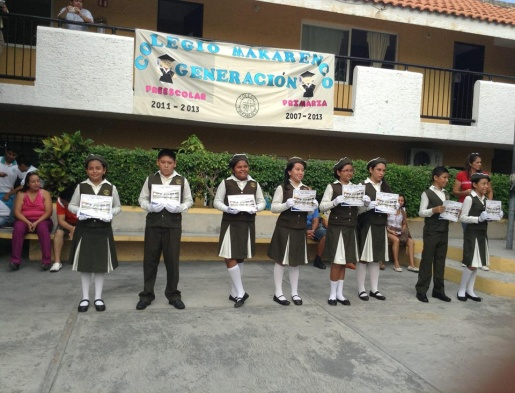 COLEGIO MAKARENCO
GENERACIÓN
PREESCOLAR
2011-2013
PRIMARIA
2007-2013